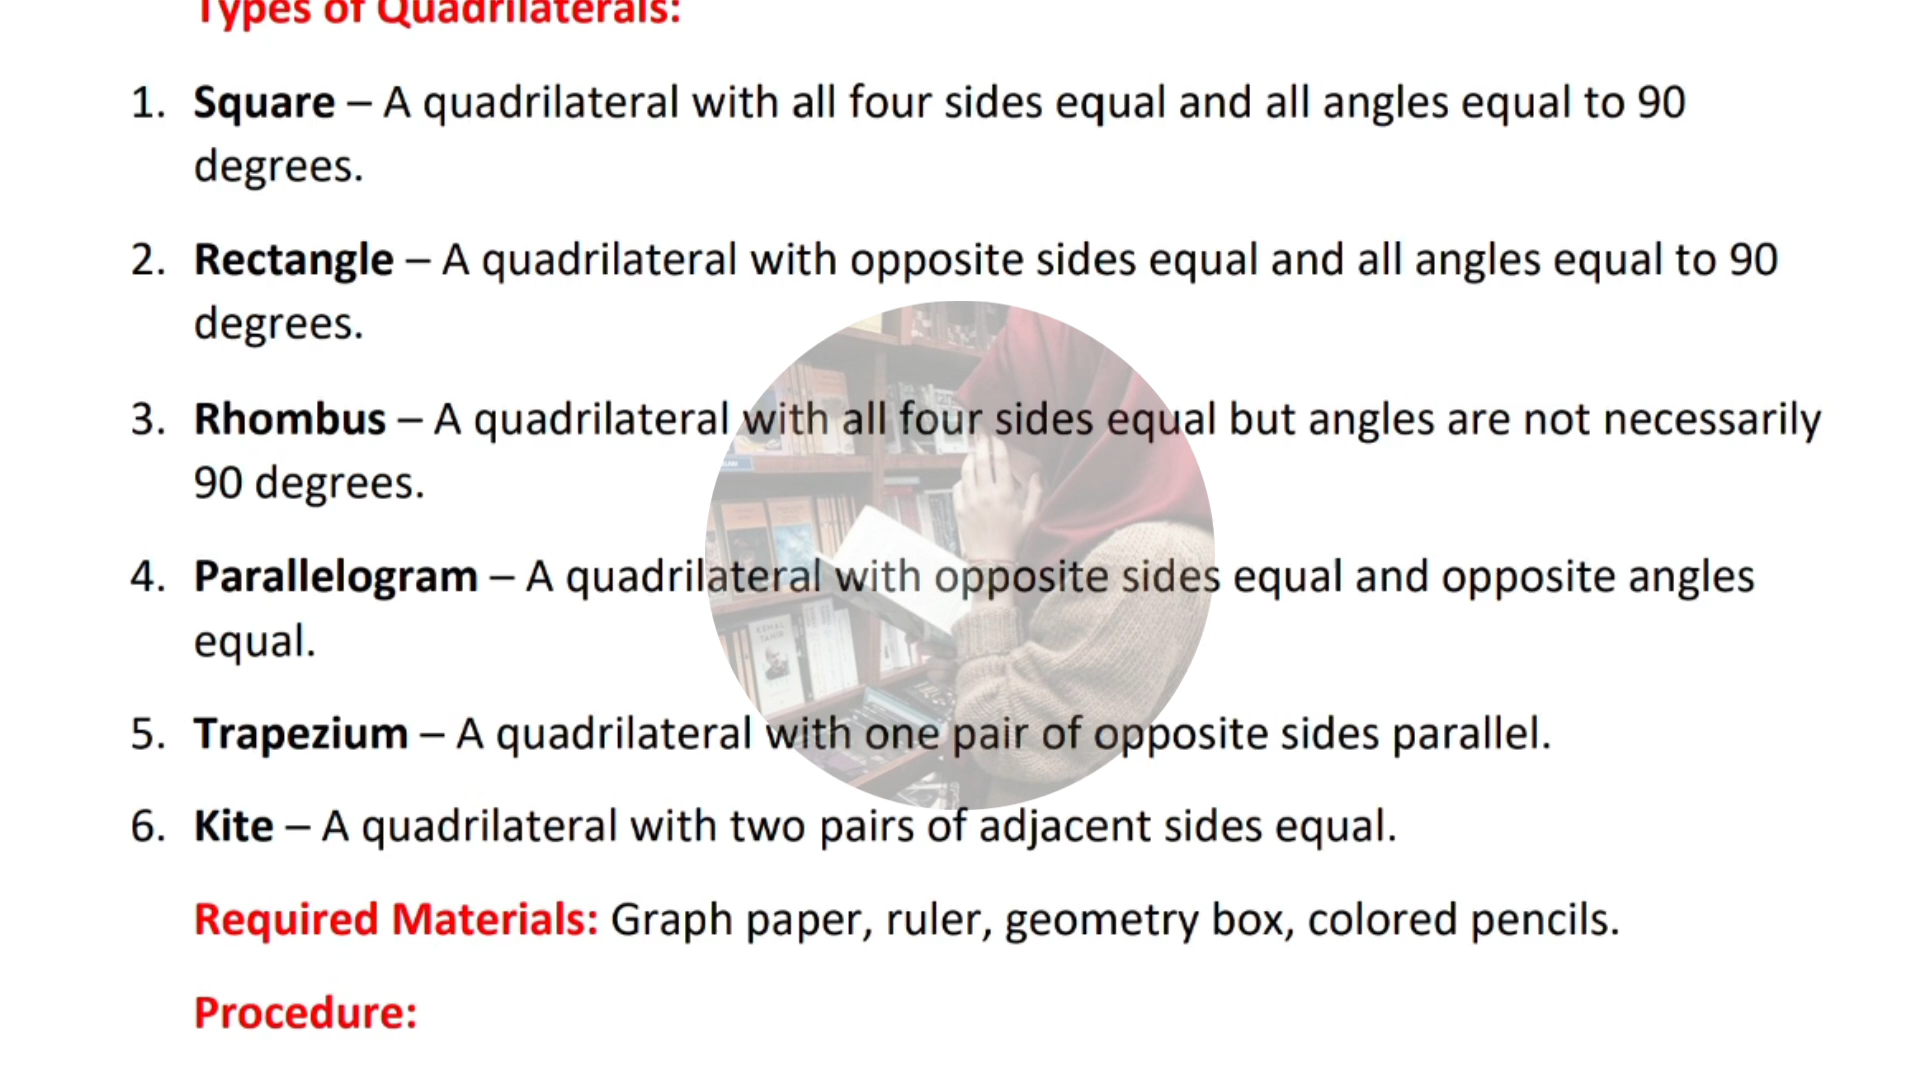 Types of Quadrilaterals:
1. Square – A quadrilateral with all four sides equal and all angles equal to 90
degrees.
2. Rectangle – A quadrilateral with opposite sides equal and all angles equal to 90
degrees.
3. Rhombus – A quadrilateral with all four sides equal but angles are not necessarily
90 degrees.
4. Parallelogram – A quadrilateral with opposite sides equal and opposite angles
equal.
KEMAL
TAHIR
5. Trapezium – A quadrilateral with one pair of opposite sides parallel.
6. Kite – A quadrilateral with two pairs of adjacent sides equal.
Required Materials: Graph paper, ruler, geometry box, colored pencils.
Procedure: